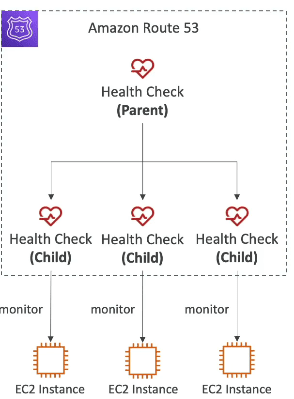 53
Amazon Route 53
Health Check
(Parent)
Health Check
(Child)
Health Check
(Child)
Health Check
(Child)
monitor
monitor
monitor
EC2 Instance
EC2 Instance
EC2 Instance